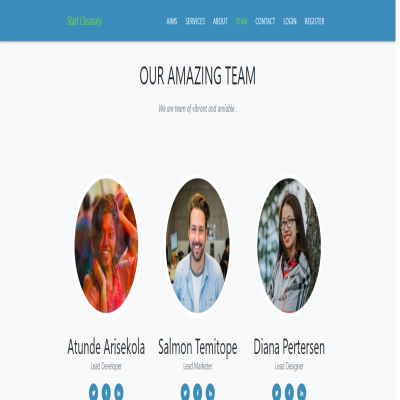 Start Cleanary
AIMS SERVICES ABOUT TEAM CONTACT LOGIN REGISTER
OUR AMAZING TEAM
We are team of vibrant and amiable .
Atunde Arisekola Salmon Temitope Diana Pertersen
Lead Developer Lead Marketer Lead Designer